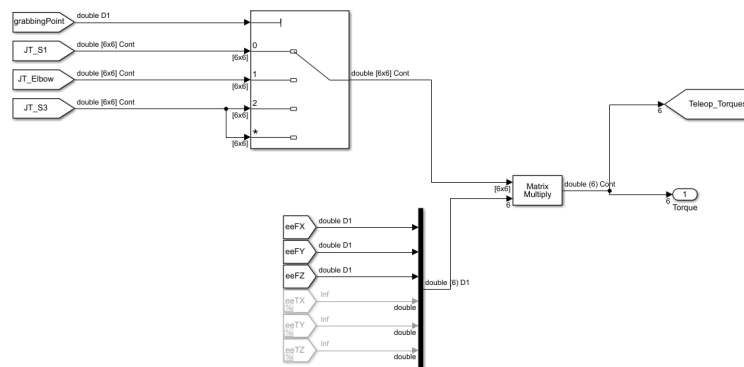 grabbingPoint
double D1
JT_S1
double [6x6] Cont
0
[6x6]
JT_Elbow
double [6x6] Cont
1
[6x6]
JT_S3
double [6x6] Cont
2
[6x6]
*
[6x6]
double [6x6] Cont
[6x6]
6
Matrix
Multiply
double (6) Cont
6
Teleop_Torques
6
1
Torque
eeFX
double D1
eeFY
double D1
eeFZ
double D1
double (6) D1
eeTX
Inf
double
eeTY
Inf
double
eeTZ
Inf
double